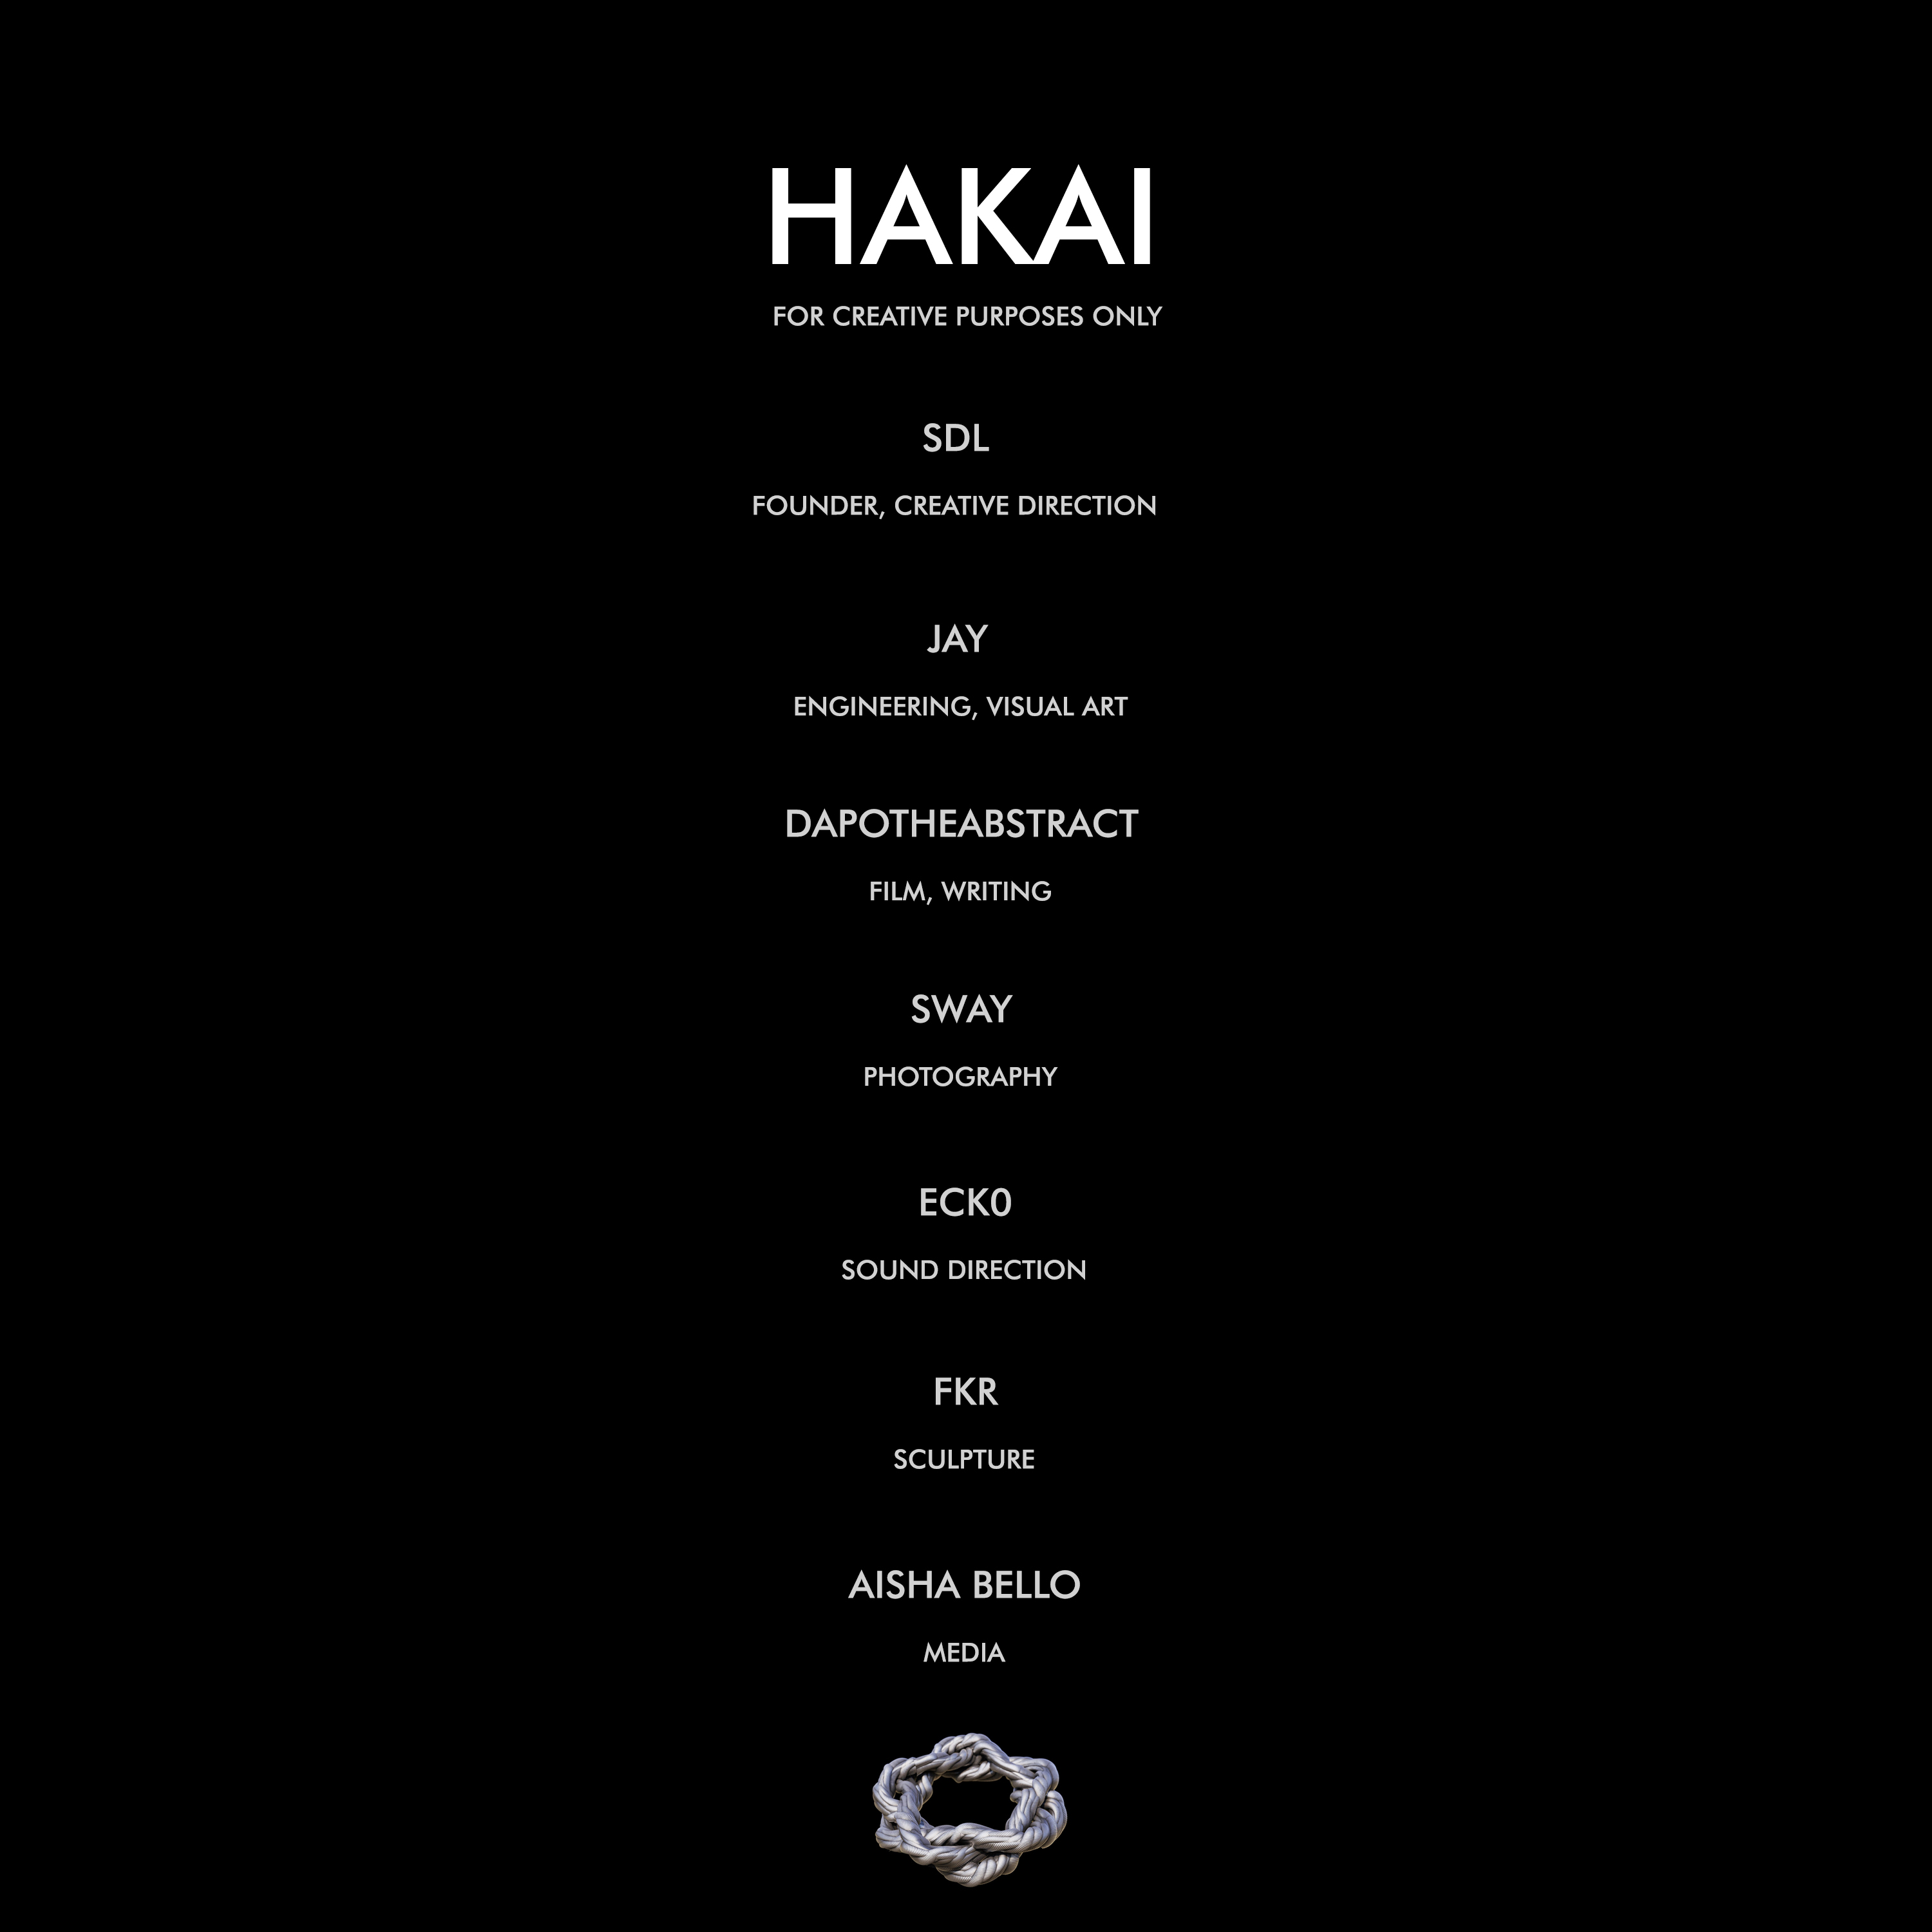 HAKAI
FOR CREATIVE PURPOSES ONLY
SDL
FOUNDER, CREATIVE DIRECTION
JAY
ENGINEERING, VISUAL ART
DAPOTHEABSTRACT
FILM, WRITING
SWAY
PHOTOGRAPHY
ECK0
SOUND DIRECTION
FKR
SCULPTURE
AISHA BELLO
MEDIA